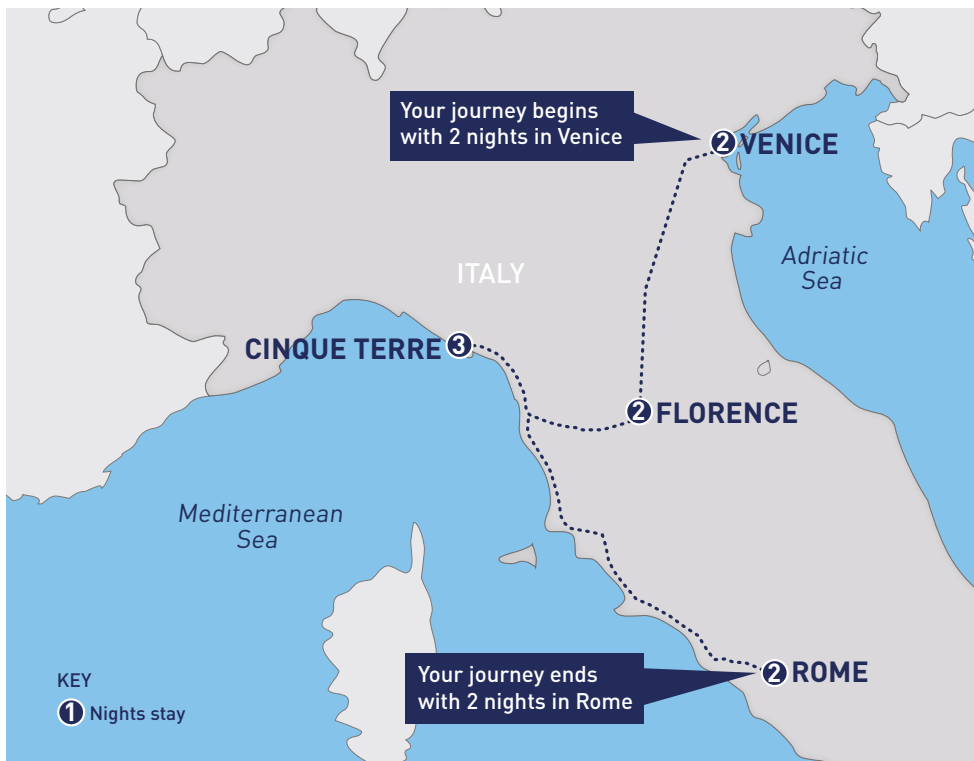 Your journey begins
with 2 nights in Venice
2 VENICE
Adriatic
Sea
ITALY
CINQUE TERRE 3
2 FLORENCE
Mediterranean
Sea
Your journey ends
with 2 nights in Rome
2 ROME
KEY
1 Nights stay